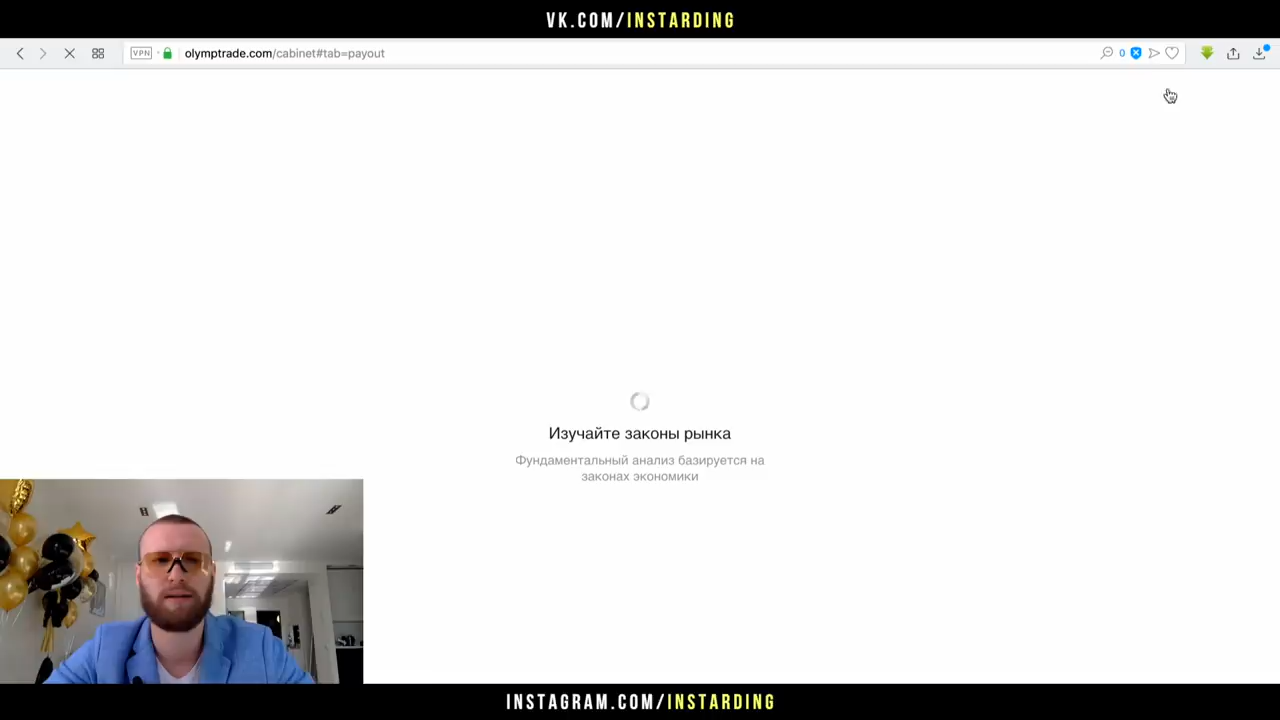 VK.COM/INSTARDING
VPN
olymptrade.com/cabinet#tab=payout
0
Изучайте законы рынка
Фундаментальный анализ базируется на
законах экономики
INSTAGRAM.COM/INSTARDING